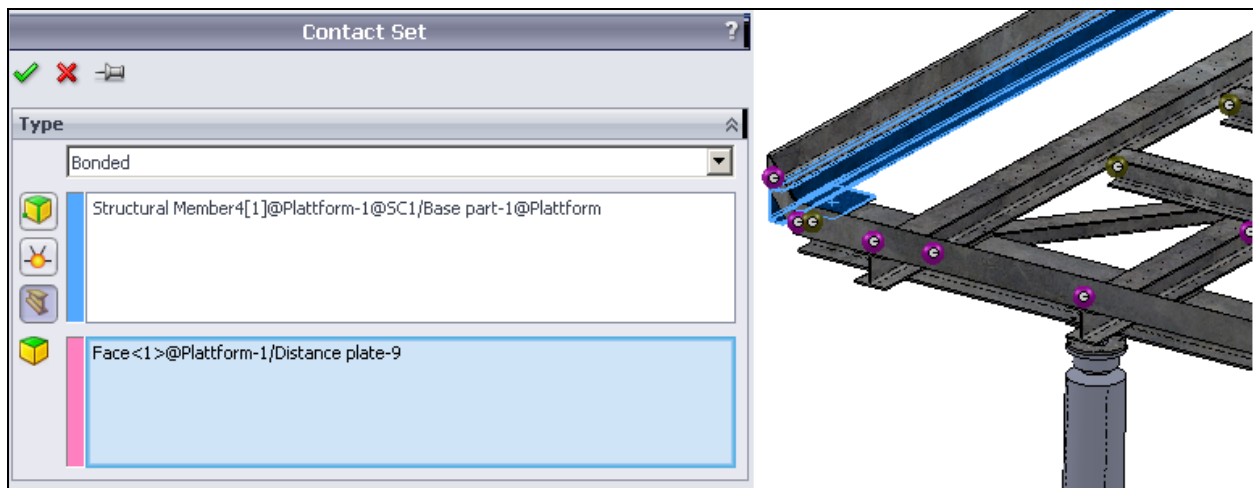 Contact Set ?
Type
Bonded
Structural Member4[1]@Plattform-1@SC1/Base part-1@Plattform
Face<1>@Plattform-1/Distance plate-9